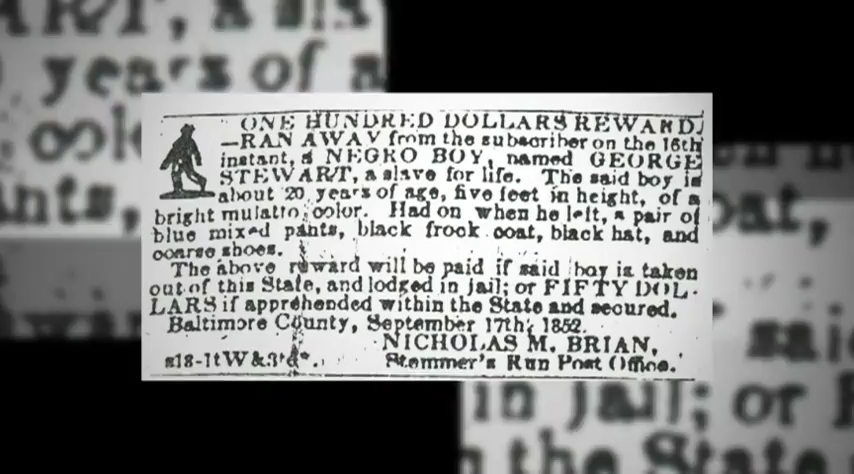 ONE HUNDRED DOLLARS REWARD,
—RAN AWAY from the subscriber on the 16th
instant, a NEGRO BOY, named GEORGE
STEWART, a slave for life. The said boy is
about 20 years of age, five feet in height, of a
bright mulatto color. Had on when he left, a pair of
blue mixed pants, black frock coat, black hat, and
coarse shoes.
The above reward will be paid if said boy is taken
out of this State, and lodged in jail; or FIFTY DOL-
LARS if apprehended within the State and secured.
Baltimore County, September 17th, 1852.
NICHOLAS M. BRIAN,
s18-1tW&3td*. Stemmer's Run Post Office.
years of a
in jail; or
the State